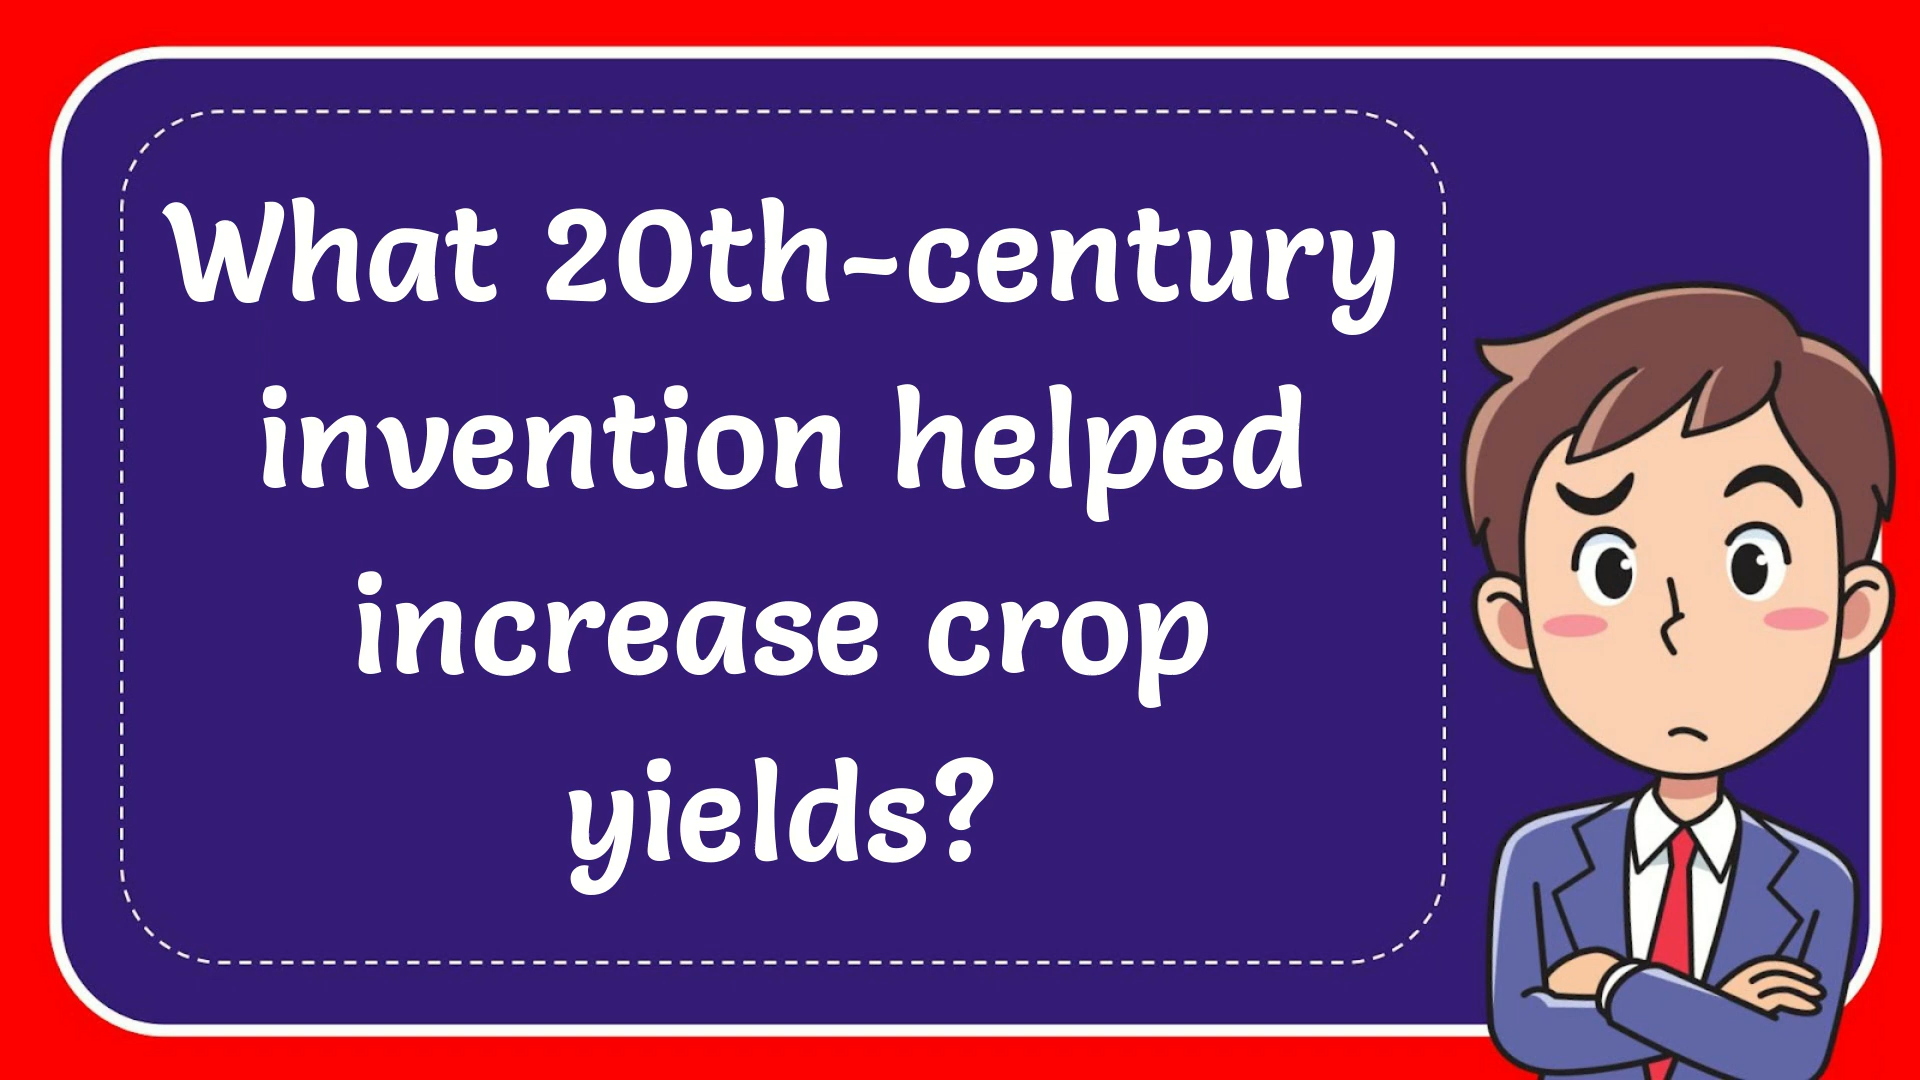 What 20th-century
invention helped
increase crop
yields?